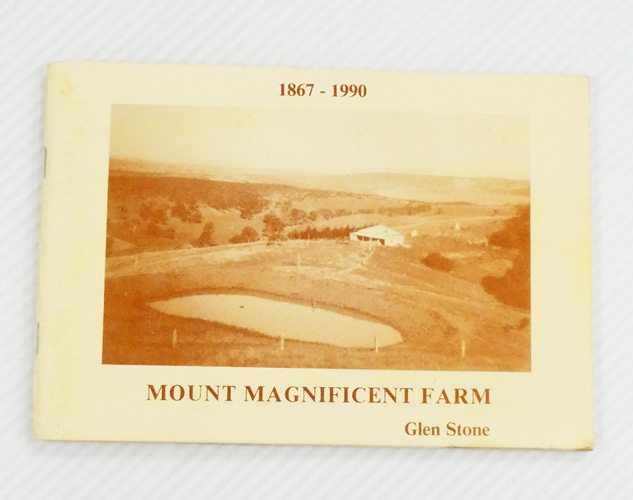 1867 - 1990
MOUNT MAGNIFICENT FARM
Glen Stone